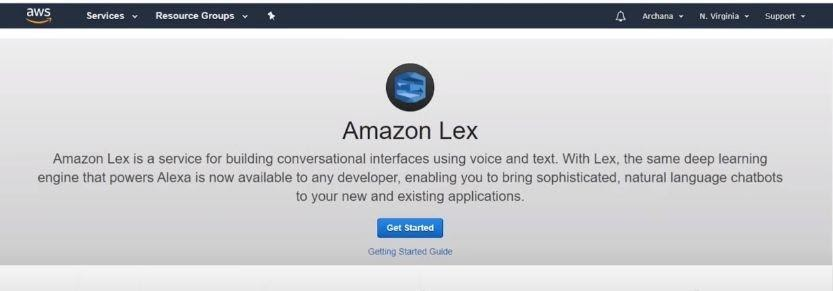 aws Services Resource Groups Archana N. Virginia Support
Amazon Lex
Amazon Lex is a service for building conversational interfaces using voice and text. With Lex, the same deep learning
engine that powers Alexa is now available to any developer, enabling you to bring sophisticated, natural language chatbots
to your new and existing applications.
Get Started
Getting Started Guide